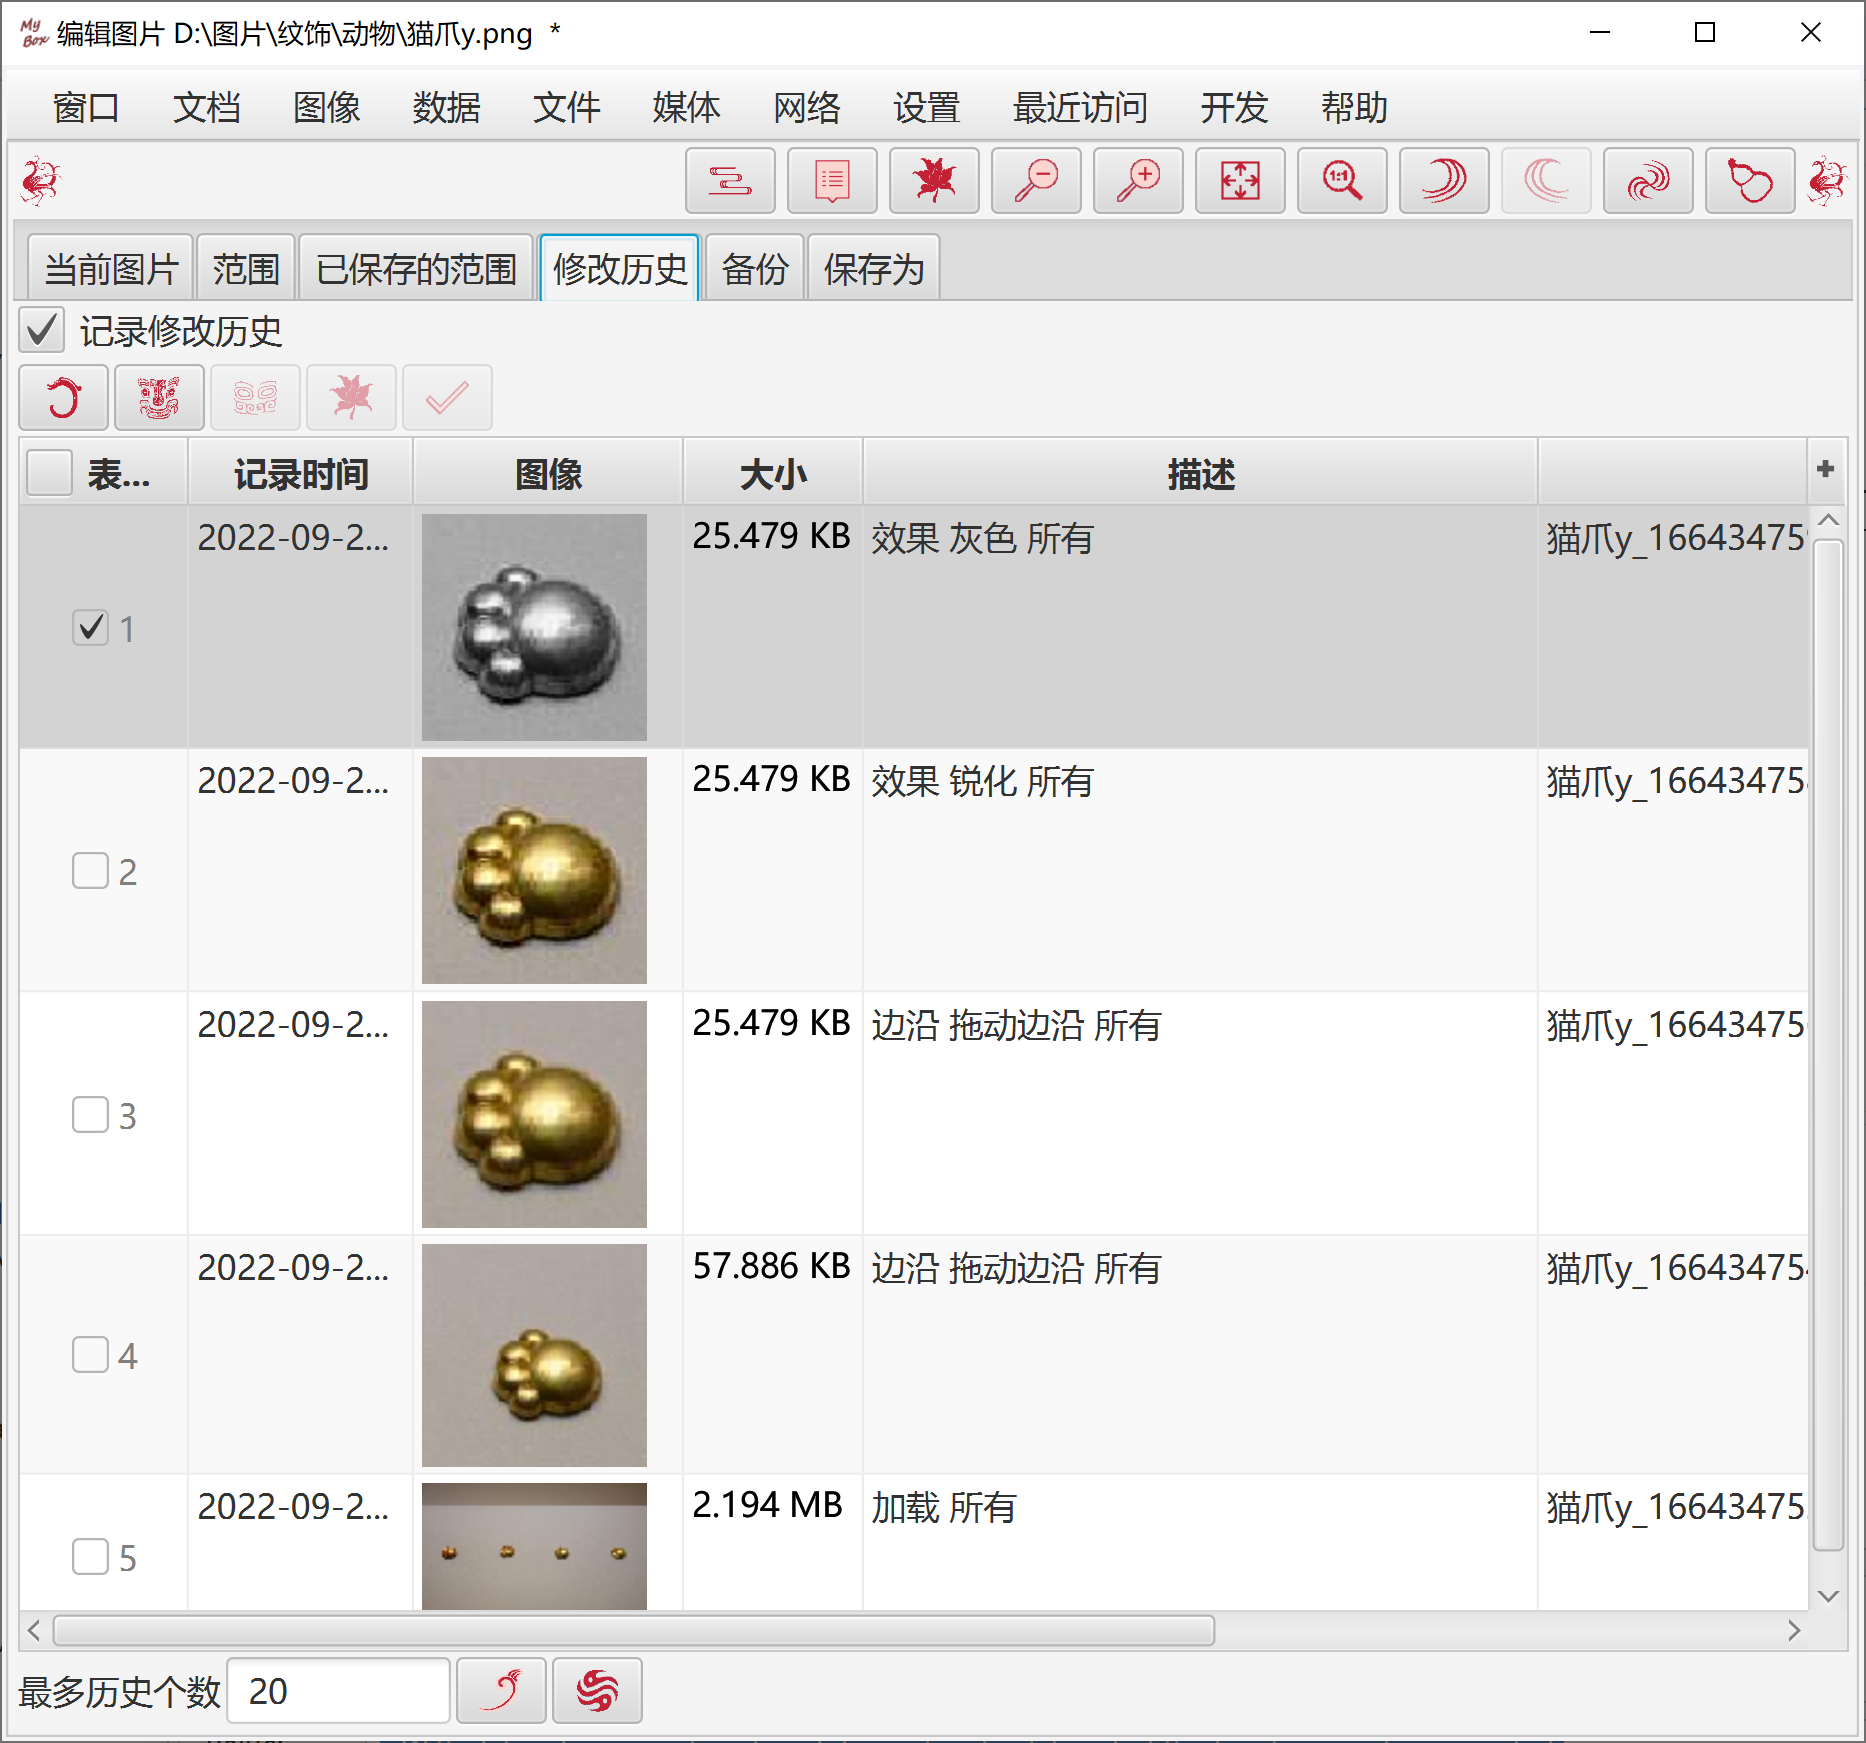 My Box 编辑图片 D:\图片\纹饰\动物\猫爪y.png *
窗口 文档 图像 数据 文件 媒体 网络 设置 最近访问 开发 帮助
1:1
当前图片 范围 已保存的范围 修改历史 备份 保存为
记录修改历史
表... 记录时间 图像 大小 描述
1 2022-09-2... 25.479 KB 效果 灰色 所有 猫爪y_166434759
2 2022-09-2... 25.479 KB 效果 锐化 所有 猫爪y_16643475
3 2022-09-2... 25.479 KB 边沿 拖动边沿 所有 猫爪y_16643475
4 2022-09-2... 57.886 KB 边沿 拖动边沿 所有 猫爪y_16643475
5 2022-09-2... 2.194 MB 加载 所有 猫爪y_16643475
最多历史个数 20